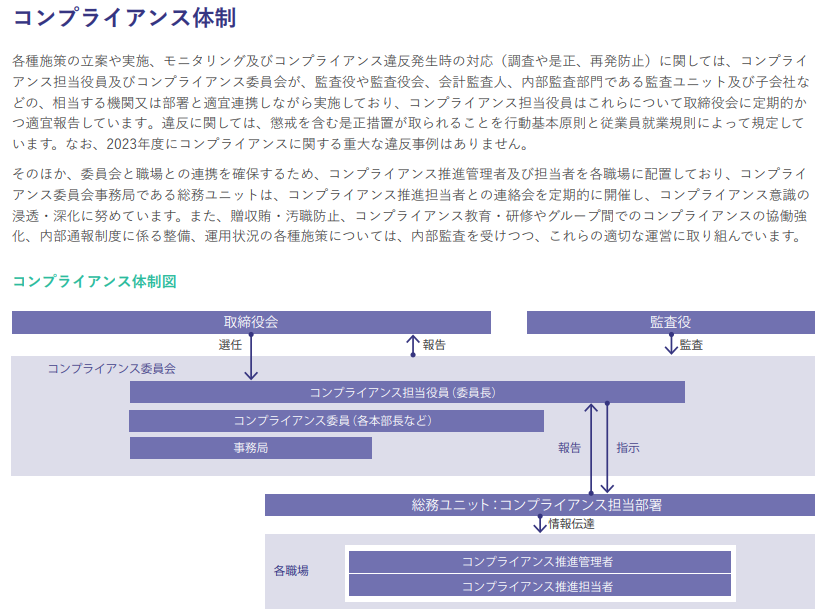 コンプライアンス体制
各種施策の立案や実施、モニタリング及びコンプライアンス違反発生時の対応（調査や是正、再発防止）に関しては、コンプライ
アンス担当役員及びコンプライアンス委員会が、監査役や監査役会、会計監査人、内部監査部門である監査ユニット及び子会社な
どの、相当する機関又は部署と適宜連携しながら実施しており、コンプライアンス担当役員はこれらについて取締役会に定期的か
つ適宜報告しています。違反に関しては、懲戒を含む是正措置が取られることを行動基本原則と従業員就業規則によって規定して
います。なお、2023年度にコンプライアンスに関する重大な違反事例はありません。
そのほか、委員会と職場との連携を確保するため、コンプライアンス推進管理者及び担当者を各職場に配置しており、コンプライ
アンス委員会事務局である総務ユニットは、コンプライアンス推進担当者との連絡会を定期的に開催し、コンプライアンス意識の
浸透・深化に努めています。また、贈収賄・汚職防止、コンプライアンス教育・研修やグループ間でのコンプライアンスの協働強
化、内部通報制度に係る整備、運用状況の各種施策については、内部監査を受けつつ、これらの適切な運営に取り組んでいます。
コンプライアンス体制図
取締役会
監査役
選任
報告
監査
コンプライアンス委員会
コンプライアンス担当役員（委員長）
コンプライアンス委員（各本部長など）
事務局
報告
指示
総務ユニット：コンプライアンス担当部署
情報伝達
各職場
コンプライアンス推進管理者
コンプライアンス推進担当者